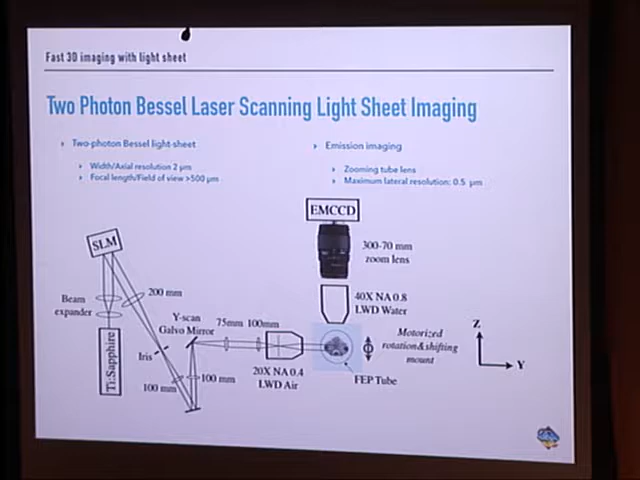 Fast 3D imaging with light sheet
Two Photon Bessel Laser Scanning Light Sheet Imaging
Two-photon Bessel light-sheet
Width/Axial resolution 2 μm
Focal length/Field of view >500 μm
Emission imaging
Zooming tube lens
Maximum lateral resolution: 0.5 μm
EMCCD
300-70 mm
zoom lens
SLM
200 mm
Beam
expander
Ti:Sapphire
Iris
100 mm
100 mm
Y-scan
Galvo Mirror
75mm 100mm
20X NA 0.4
LWD Air
40X NA 0.8
LWD Water
Motorized
rotation&shifting
mount
FEP Tube
Z
Y